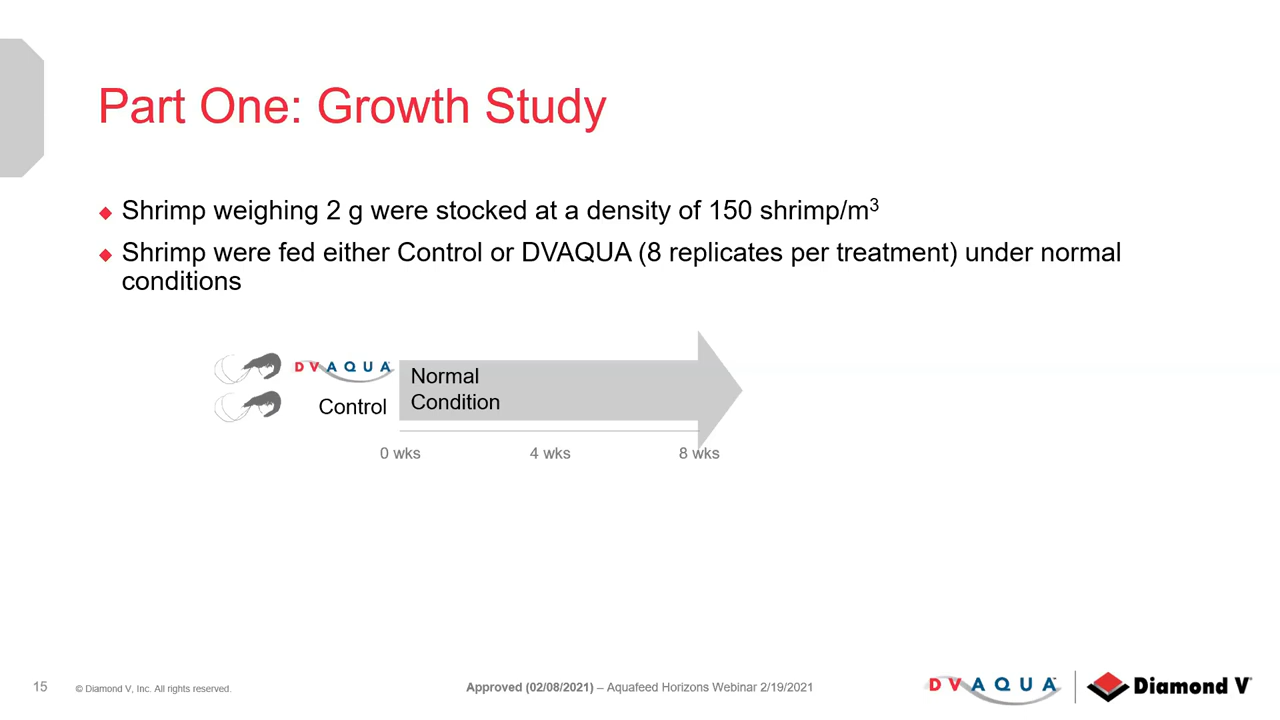 Part One: Growth Study
Shrimp weighing 2 g were stocked at a density of 150 shrimp/m³
Shrimp were fed either Control or DVAQUA (8 replicates per treatment) under normal
conditions
DVAQUA
Control
Normal
Condition
0 wks 4 wks 8 wks
15 © Diamond V, Inc. All rights reserved. Approved (02/08/2021) – Aquafeed Horizons Webinar 2/19/2021
DVAQUA™ Diamond V™